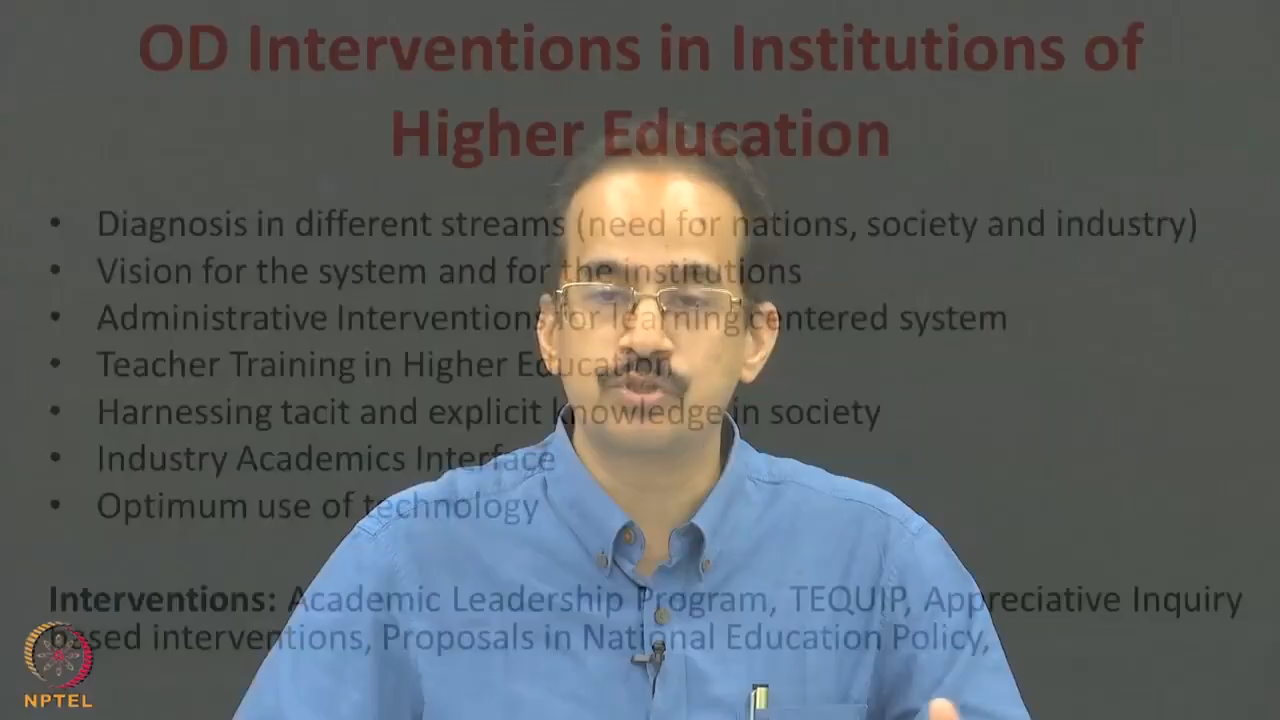 OD Interventions in Institutions of
Higher Education
• Diagnosis in different streams (need for nations, society and industry)
• Vision for the system and for the institutions
• Administrative Interventions for learning centered system
• Teacher Training in Higher Education
• Harnessing tacit and explicit knowledge in society
• Industry Academics Interface
• Optimum use of technology
Interventions: Academic Leadership Program, TEQUIP, Appreciative Inquiry
based interventions, Proposals in National Education Policy,
NPTEL